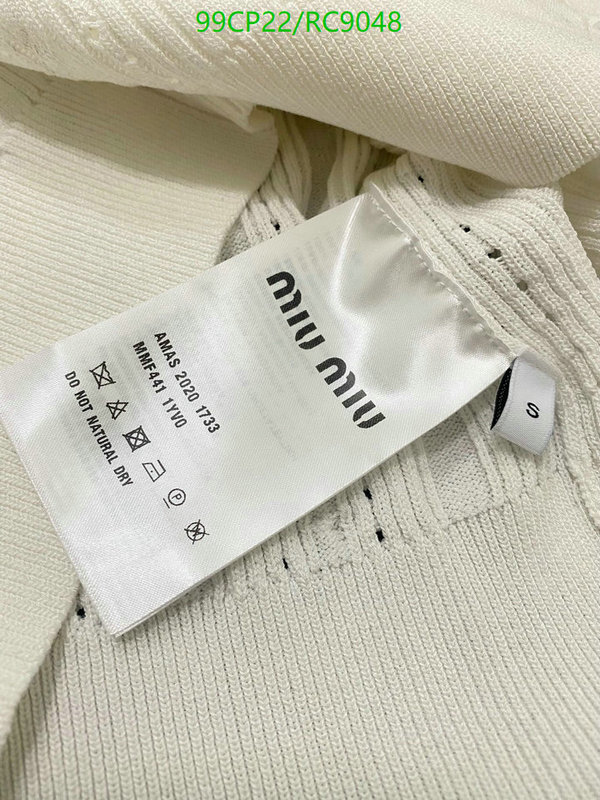 99CP22/RC9048
miu miu
AMAS 2020 1733
MMF441 1YV0
P
DO NOT NATURAL DRY
S